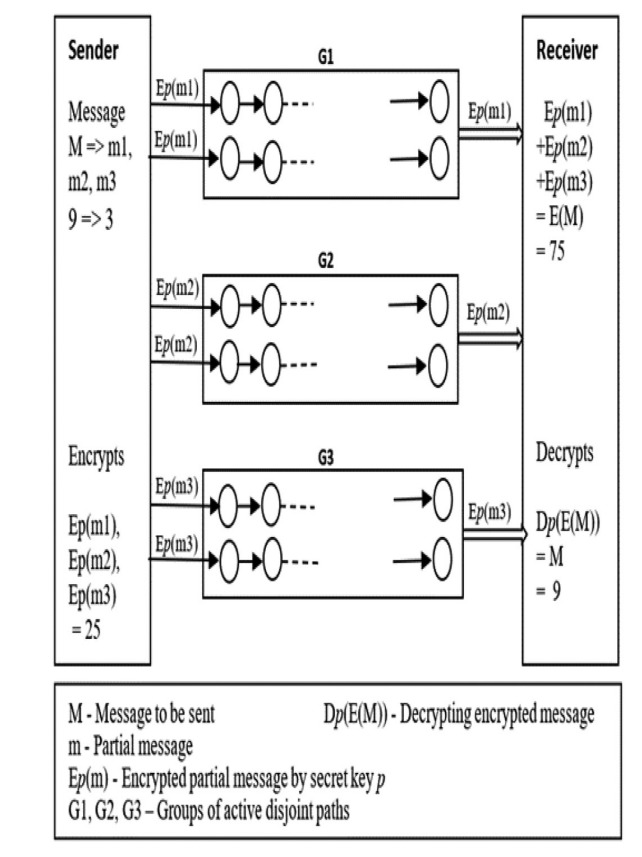 Sender
Message
M => m1,
m2, m3
9 => 3
Encrypts
Ep(m1),
Ep(m2),
Ep(m3)
= 25
G1
Ep(m1)
Ep(m1)
Ep(m1)
G2
Ep(m2)
Ep(m2)
Ep(m2)
G3
Ep(m3)
Ep(m3)
Ep(m3)
Receiver
Ep(m1)
+Ep(m2)
+Ep(m3)
= E(M)
= 75
Decrypts
Dp(E(M))
= M
= 9
M - Message to be sent Dp(E(M)) - Decrypting encrypted message
m - Partial message
Ep(m) - Encrypted partial message by secret key p
G1, G2, G3 – Groups of active disjoint paths